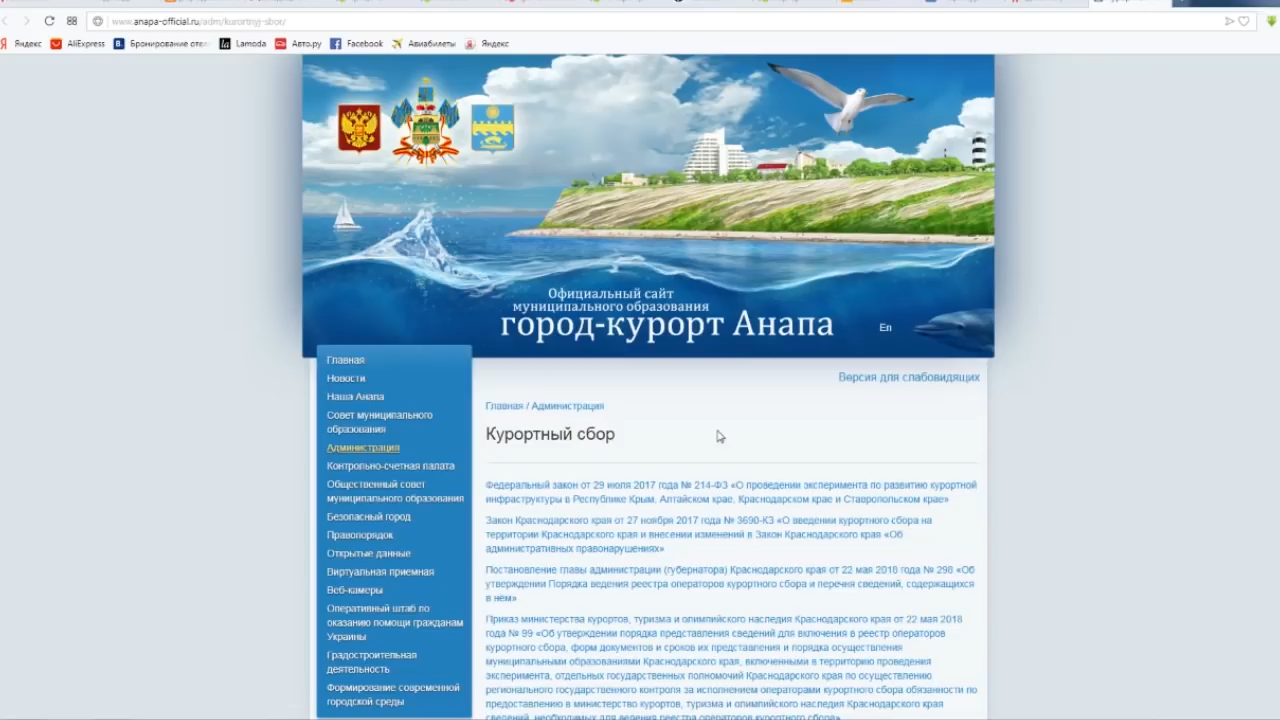 www.anapa-official.ru/adm/kurortnyj-sbor/
Яндекс
AliExpress
Бронирование отел
Lamoda
Авто.ру
Facebook
Авиабилеты
Яндекс
Официальный сайт
муниципального образования
город-курорт Анапа
En
Главная
Новости
Наша Анапа
Совет муниципального
образования
Администрация
Контрольно-счетная палата
Общественный совет
муниципального образования
Безопасный город
Правопорядок
Открытые данные
Виртуальная приемная
Веб-камеры
Оперативный штаб по
оказанию помощи гражданам
Украины
Градостроительная
деятельность
Формирование современной
городской среды
Версия для слабовидящих
Главная / Администрация
Курортный сбор
Федеральный закон от 29 июля 2017 года № 214-ФЗ «О проведении эксперимента по развитию курортной
инфраструктуры в Республике Крым, Алтайском крае, Краснодарском крае и Ставропольском крае»
Закон Краснодарского края от 27 ноября 2017 года № 3690-КЗ «О введении курортного сбора на
территории Краснодарского края и внесении изменений в Закон Краснодарского края «Об
административных правонарушениях»
Постановление главы администрации (губернатора) Краснодарского края от 22 мая 2018 года № 298 «Об
утверждении Порядка ведения реестра операторов курортного сбора и перечня сведений, содержащихся
в нём»
Приказ министерства курортов, туризма и олимпийского наследия Краснодарского края от 22 мая 2018
года № 99 «Об утверждении порядка представления сведений для включения в реестр операторов
курортного сбора, форм документов и сроков их представления и порядка осуществления
муниципальными образованиями Краснодарского края, включенными в территорию проведения
эксперимента, отдельных государственных полномочий Краснодарского края по осуществлению
регионального государственного контроля за исполнением операторами курортного сбора обязанности по
предоставлению в министерство курортов, туризма и олимпийского наследия Краснодарского края
сведений, необходимых для ведения реестра операторов курортного сбора»